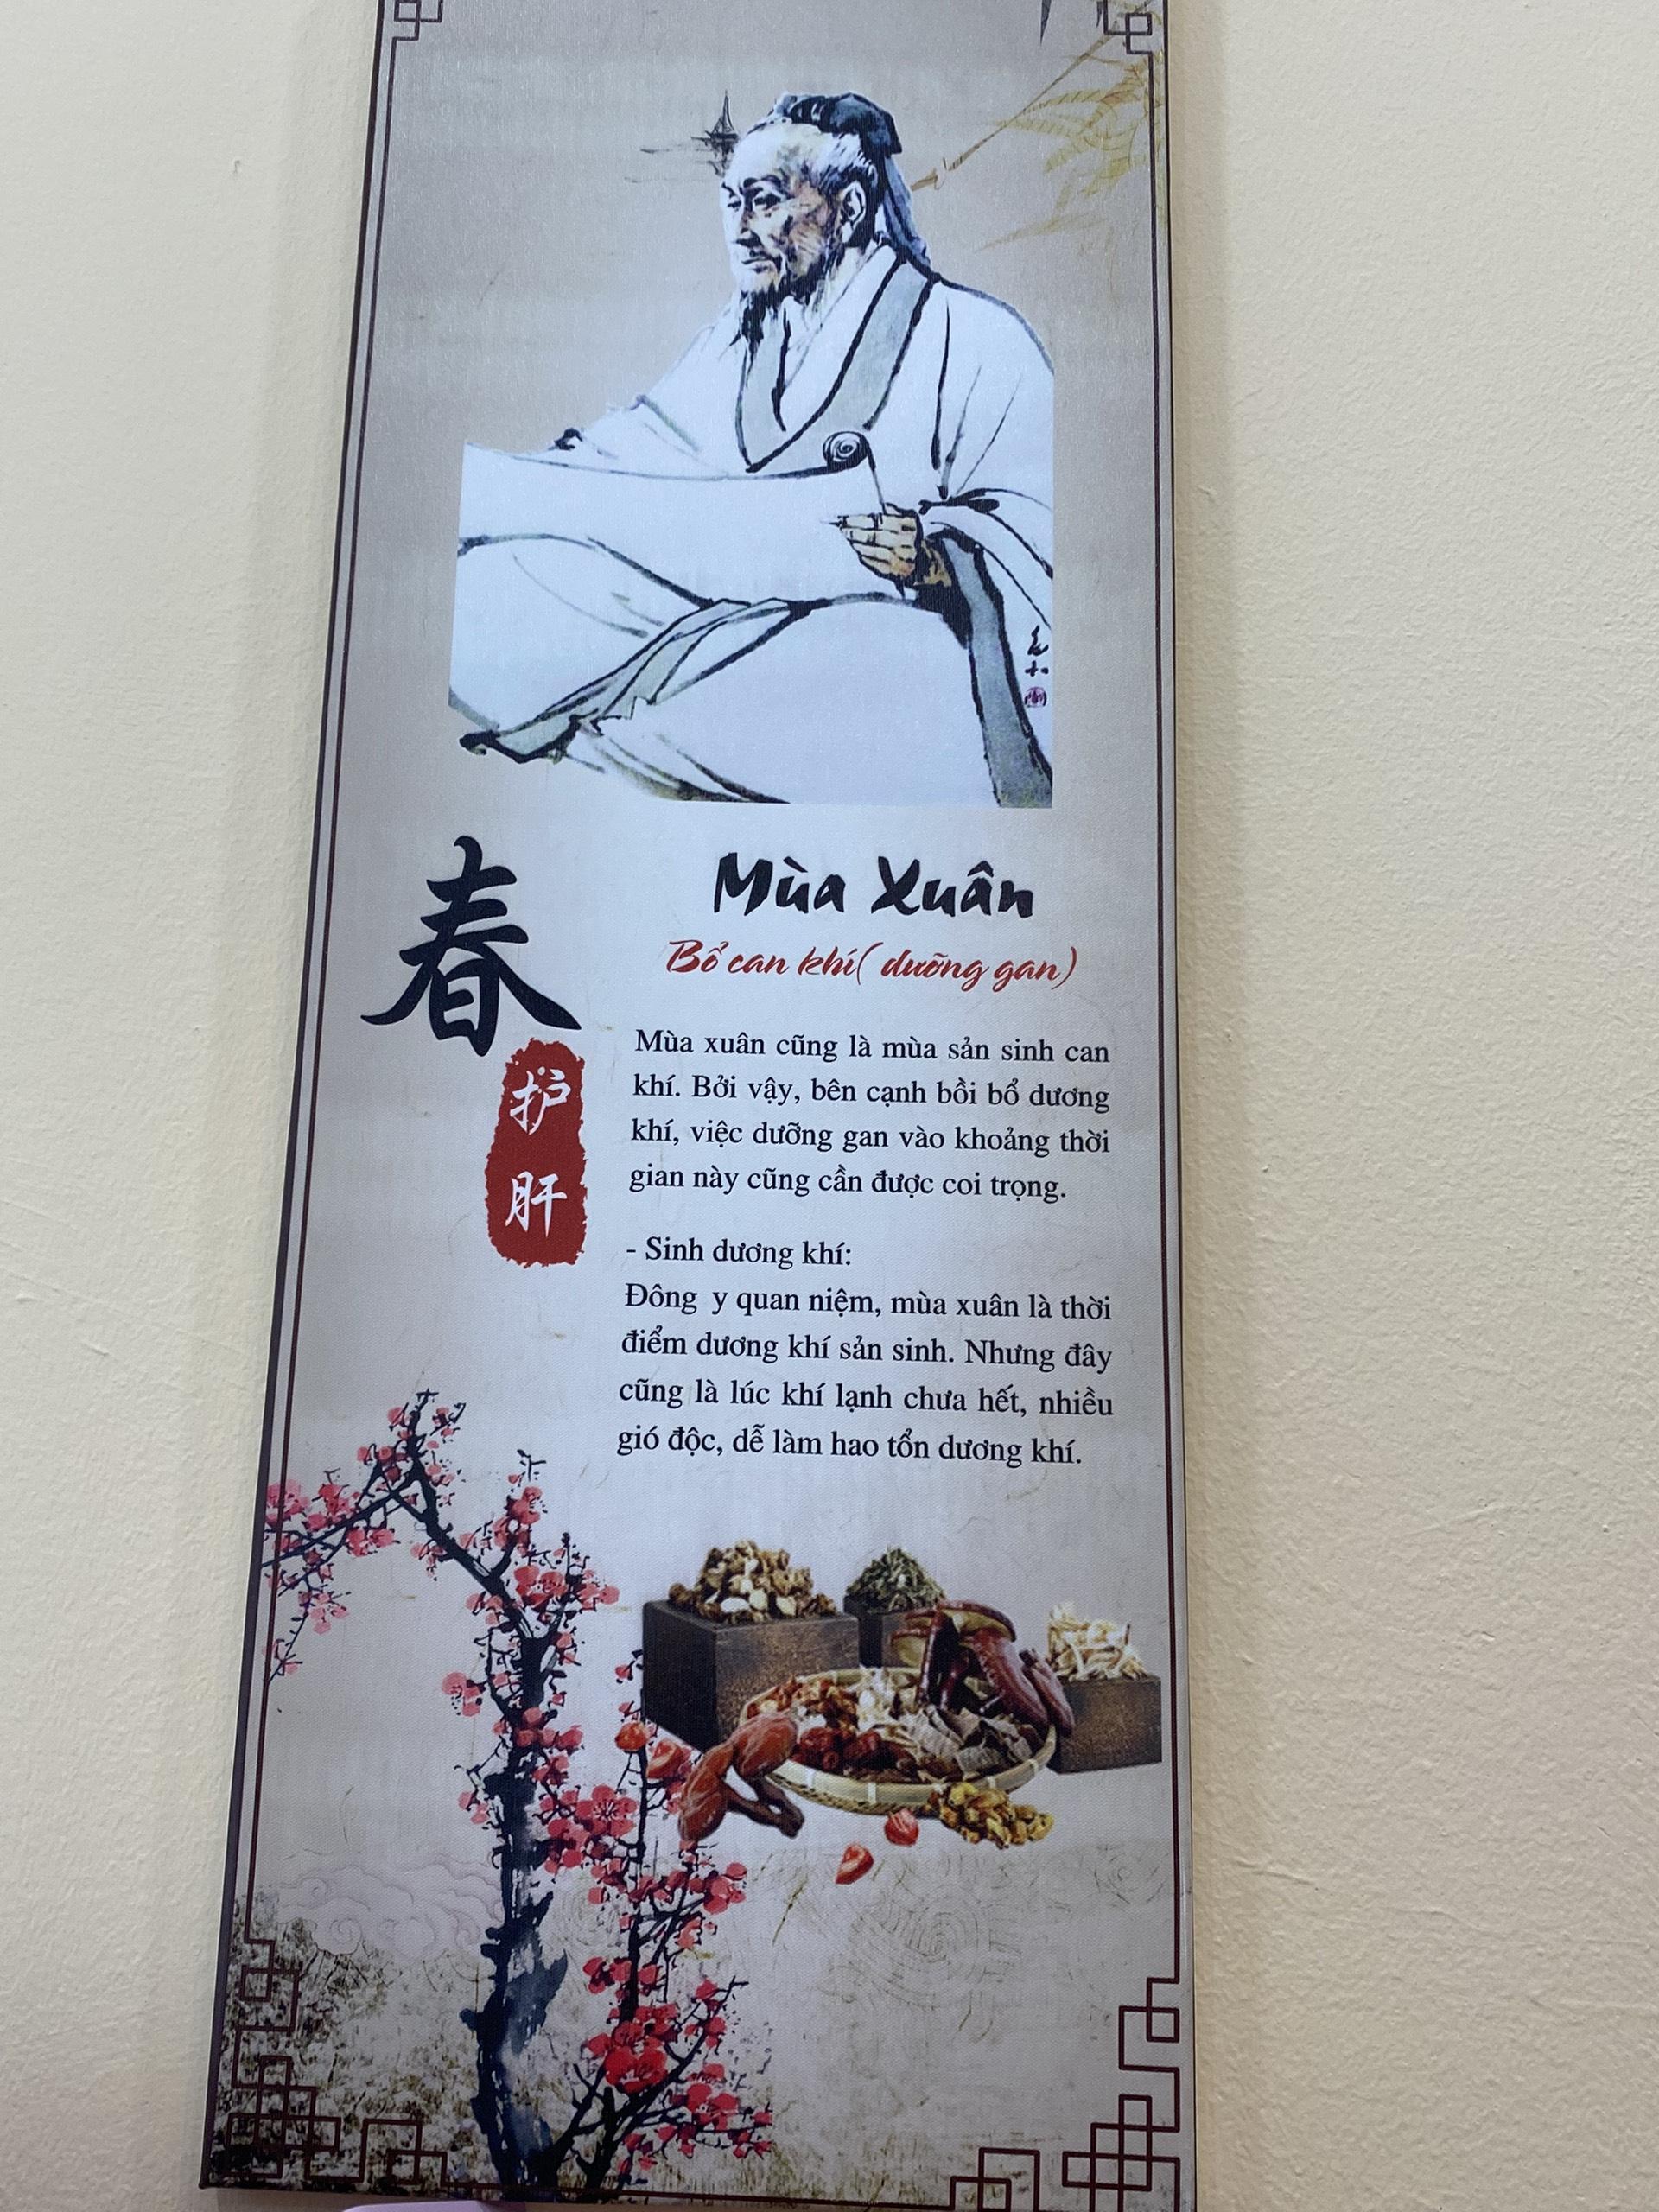 春
护
肝
Mùa Xuân
Bổ can khí( dưỡng gan)
Mùa xuân cũng là mùa sản sinh can
khí. Bởi vậy, bên cạnh bồi bổ dương
khí, việc dưỡng gan vào khoảng thời
gian này cũng cần được coi trọng.
- Sinh dương khí:
Đông y quan niệm, mùa xuân là thời
điểm dương khí sản sinh. Nhưng đây
cũng là lúc khí lạnh chưa hết, nhiều
gió độc, dễ làm hao tổn dương khí.